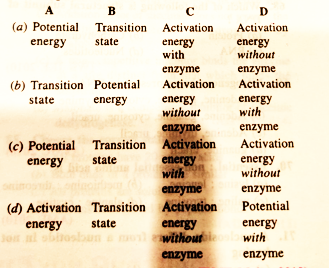 A B C D
(a) Potential Transition Activation Activation
energy state energy energy
with without
enzyme enzyme
(b) Transition Potential Activation Activation
state energy energy energy
without with
enzyme enzyme
(c) Potential Transition Activation Activation
energy state energy energy
with without
enzyme enzyme
(d) Activation Transition Activation Potential
energy state energy energy
without with
enzyme enzyme